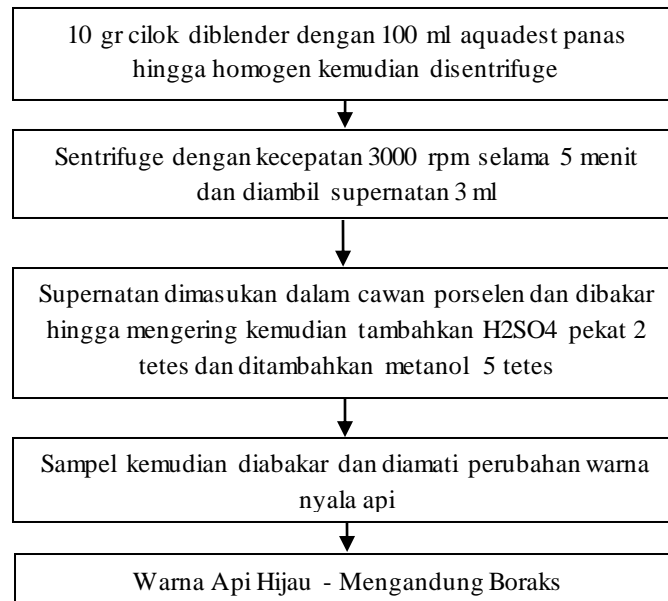 10 gr cilok diblender dengan 100 ml aquadest panas
hingga homogen kemudian disentrifuge
Sentrifuge dengan kecepatan 3000 rpm selama 5 menit
dan diambil supernatan 3 ml
Supernatan dimasukan dalam cawan porselen dan dibakar
hingga mengering kemudian tambahkan H2SO4 pekat 2
tetes dan ditambahkan metanol 5 tetes
Sampel kemudian diabakar dan diamati perubahan warna
nyala api
Warna Api Hijau - Mengandung Boraks